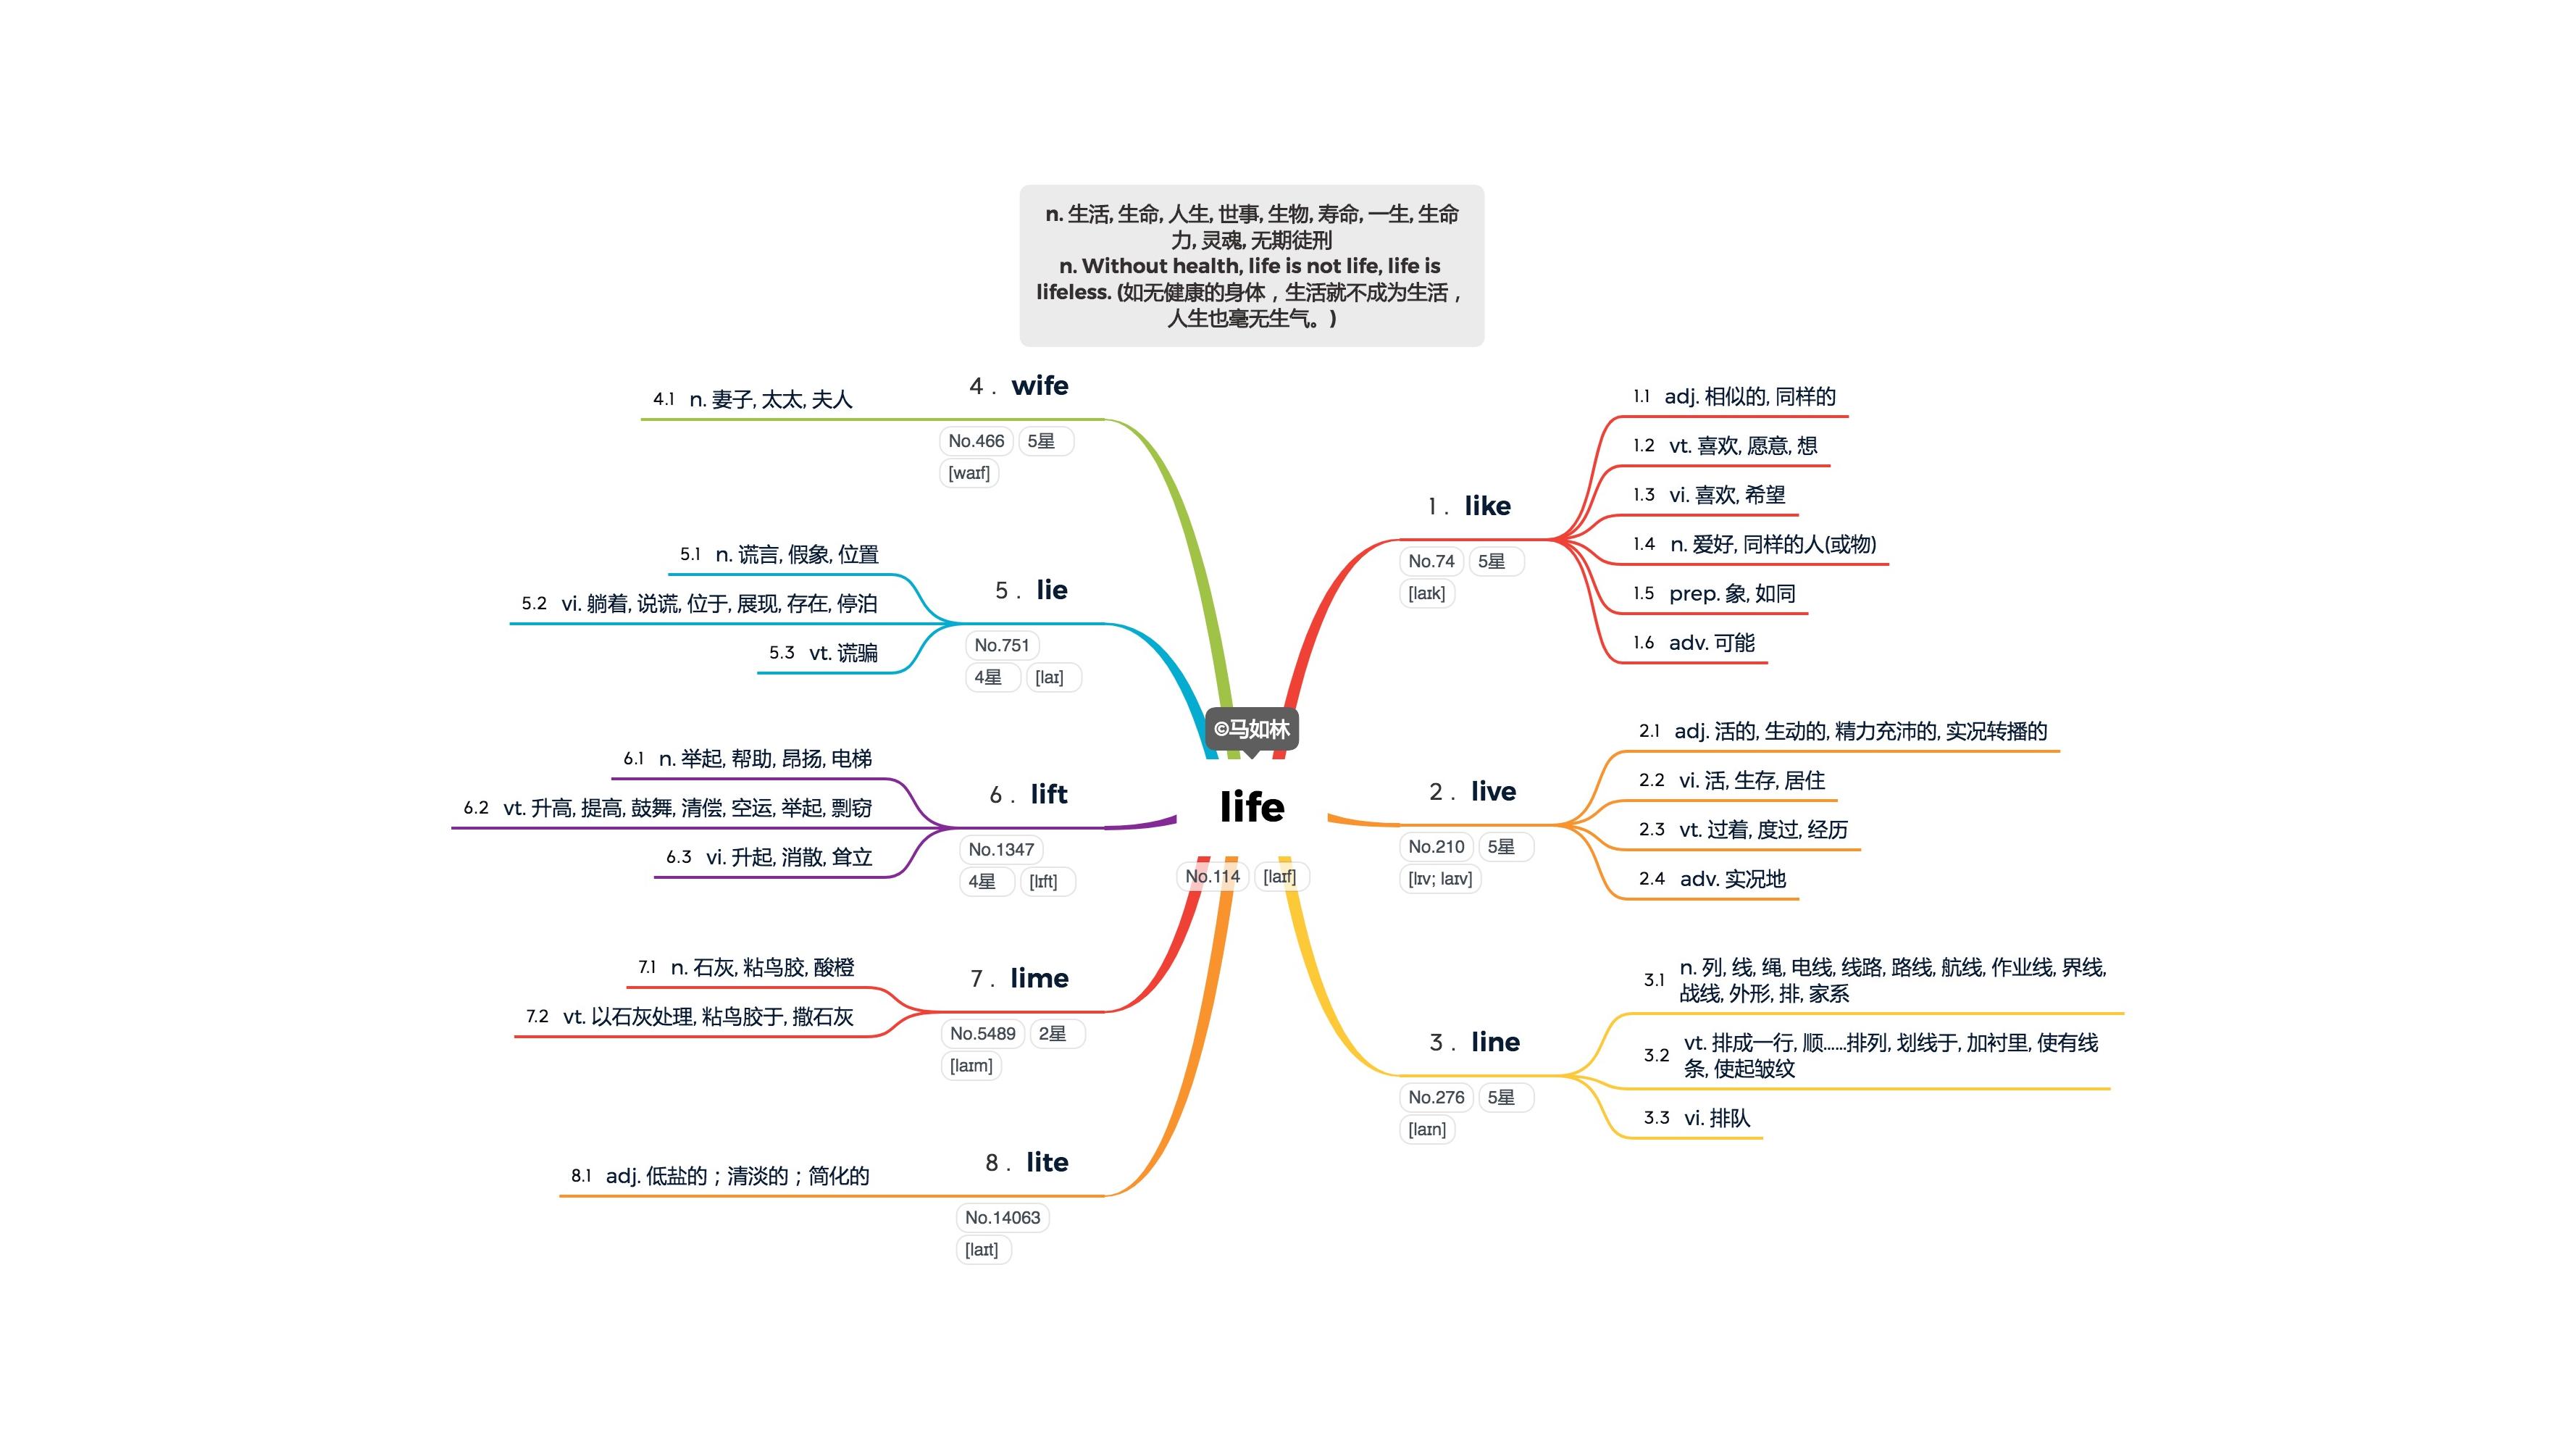 n. 生活, 生命, 人生, 世事, 生物, 寿命, 一生, 生命
力, 灵魂, 无期徒刑
n. Without health, life is not life, life is
lifeless. (如无健康的身体，生活就不成为生活，
人生也毫无生气。)
©马如林
life
No.114 [laɪf]
1. like
No.74 5星
[laɪk]
1.1 adj. 相似的, 同样的
1.2 vt. 喜欢, 愿意, 想
1.3 vi. 喜欢, 希望
1.4 n. 爱好, 同样的人(或物)
1.5 prep. 象, 如同
1.6 adv. 可能
2. live
No.210 5星
[lɪv; laɪv]
2.1 adj. 活的, 生动的, 精力充沛的, 实况转播的
2.2 vi. 活, 生存, 居住
2.3 vt. 过着, 度过, 经历
2.4 adv. 实况地
3. line
No.276 5星
[laɪn]
3.1 n. 列, 线, 绳, 电线, 线路, 路线, 航线, 作业线, 界线,
战线, 外形, 排, 家系
3.2 vt. 排成一行, 顺......排列, 划线于, 加衬里, 使有线
条, 使起皱纹
3.3 vi. 排队
4. wife
No.466 5星
[waɪf]
4.1 n. 妻子, 太太, 夫人
5. lie
No.751
4星 [laɪ]
5.1 n. 谎言, 假象, 位置
5.2 vi. 躺着, 说谎, 位于, 展现, 存在, 停泊
5.3 vt. 谎骗
6. lift
No.1347
4星 [lɪft]
6.1 n. 举起, 帮助, 昂扬, 电梯
6.2 vt. 升高, 提高, 鼓舞, 清偿, 空运, 举起, 剽窃
6.3 vi. 升起, 消散, 耸立
7. lime
No.5489 2星
[laɪm]
7.1 n. 石灰, 粘鸟胶, 酸橙
7.2 vt. 以石灰处理, 粘鸟胶于, 撒石灰
8. lite
No.14063
[laɪt]
8.1 adj. 低盐的；清淡的；简化的